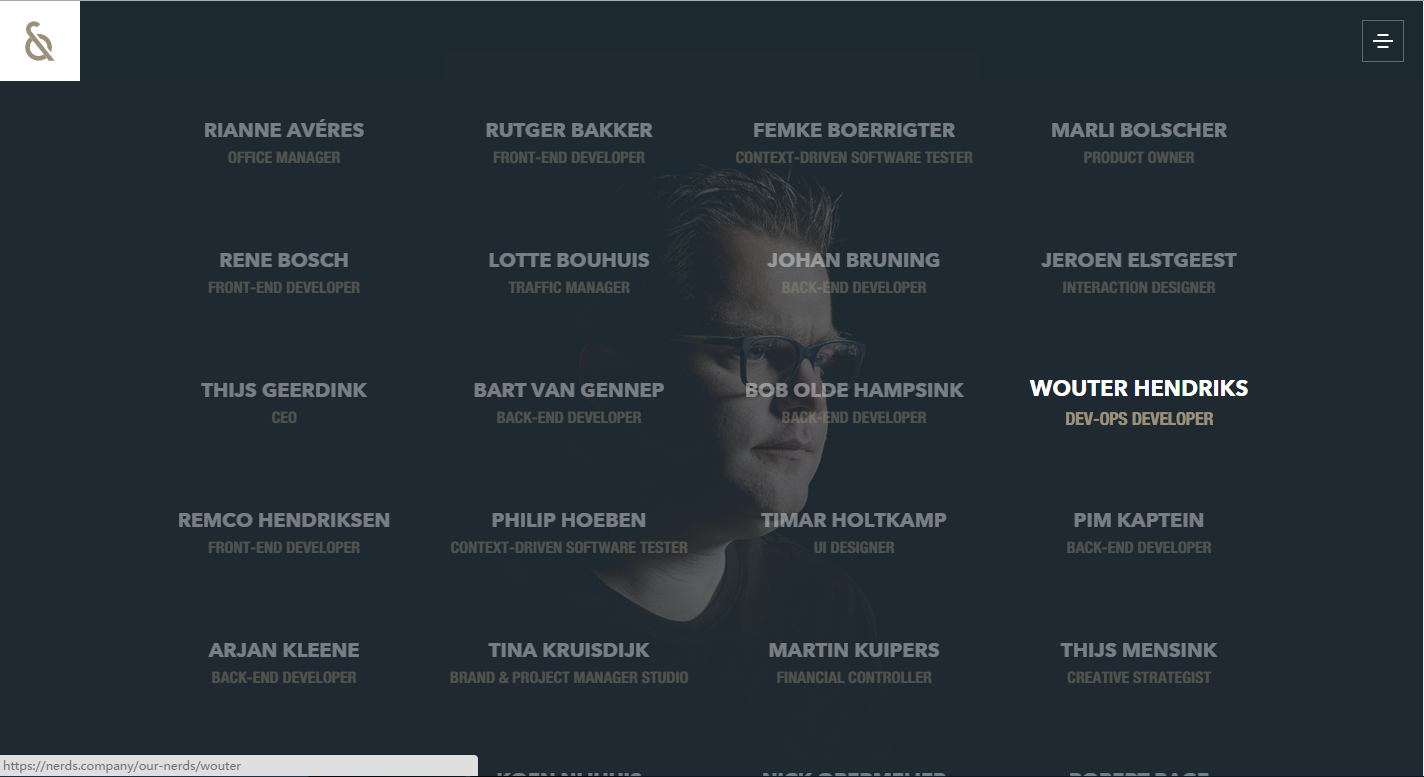 &
RIANNE AVÉRES RUTGER BAKKER FEMKE BOERRIGTER MARLI BOLSCHER
OFFICE MANAGER FRONT-END DEVELOPER CONTEXT-DRIVEN SOFTWARE TESTER PRODUCT OWNER
RENE BOSCH LOTTE BOUHUIS JOHAN BRUNING JEROEN ELSTGEEST
FRONT-END DEVELOPER TRAFFIC MANAGER BACK-END DEVELOPER INTERACTION DESIGNER
THIJS GEERDINK BART VAN GENNEP BOB OLDE HAMPSINK WOUTER HENDRIKS
CEO BACK-END DEVELOPER BACK-END DEVELOPER DEV-OPS DEVELOPER
REMCO HENDRIKSEN PHILIP HOEBEN TIMAR HOLTKAMP PIM KAPTEIN
FRONT-END DEVELOPER CONTEXT-DRIVEN SOFTWARE TESTER UI DESIGNER BACK-END DEVELOPER
ARJAN KLEENE TINA KRUISDIJK MARTIN KUIPERS THIJS MENSINK
BACK-END DEVELOPER BRAND & PROJECT MANAGER STUDIO FINANCIAL CONTROLLER CREATIVE STRATEGIST
https://nerds.company/our-nerds/wouter